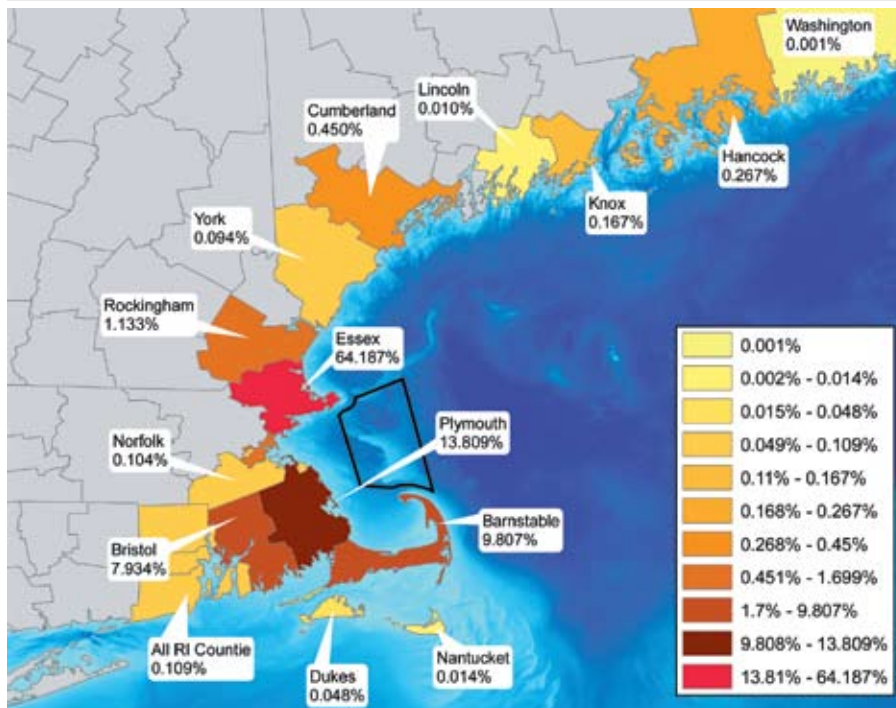 Washington
0.001%
Lincoln
0.010%
Cumberland
0.450%
Hancock
0.267%
Knox
0.167%
York
0.094%
Rockingham
1.133%
Essex
64.187%
Plymouth
13.809%
Norfolk
0.104%
Barnstable
9.807%
Bristol
7.934%
All RI Countie
0.109%
Dukes
0.048%
Nantucket
0.014%
0.001%
0.002% - 0.014%
0.015% - 0.048%
0.049% - 0.109%
0.11% - 0.167%
0.168% - 0.267%
0.268% - 0.45%
0.451% - 1.699%
1.7% - 9.807%
9.808% - 13.809%
13.81% - 64.187%